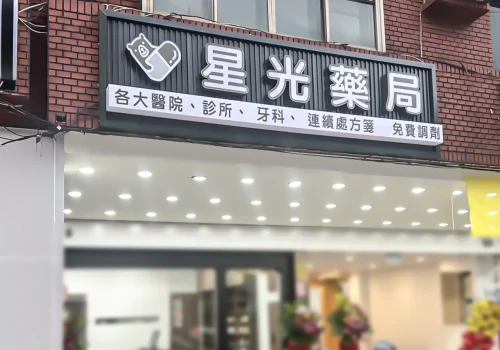 星光藥局
各大醫院、診所、牙科、連續處方箋 免費調劑